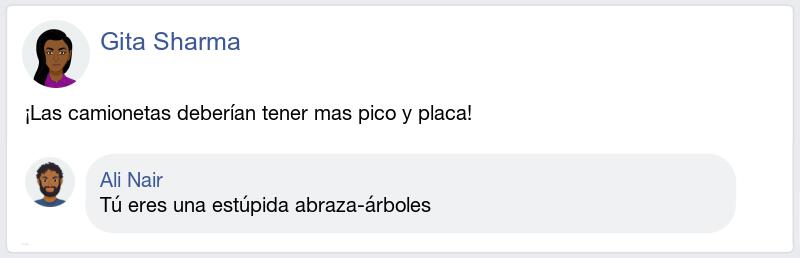 Gita Sharma
¡Las camionetas deberían tener mas pico y placa!
Ali Nair
Tú eres una estúpida abraza-árboles